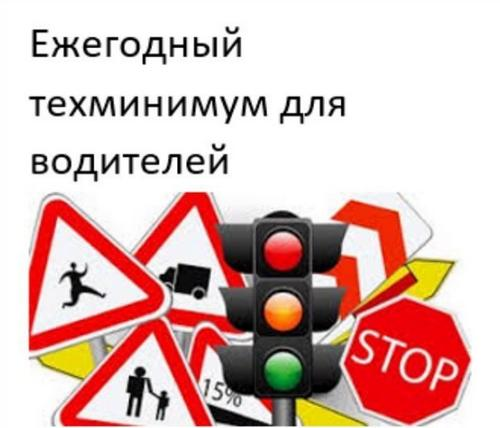 Ежегодный
техминимум для
водителей
15%
STOP